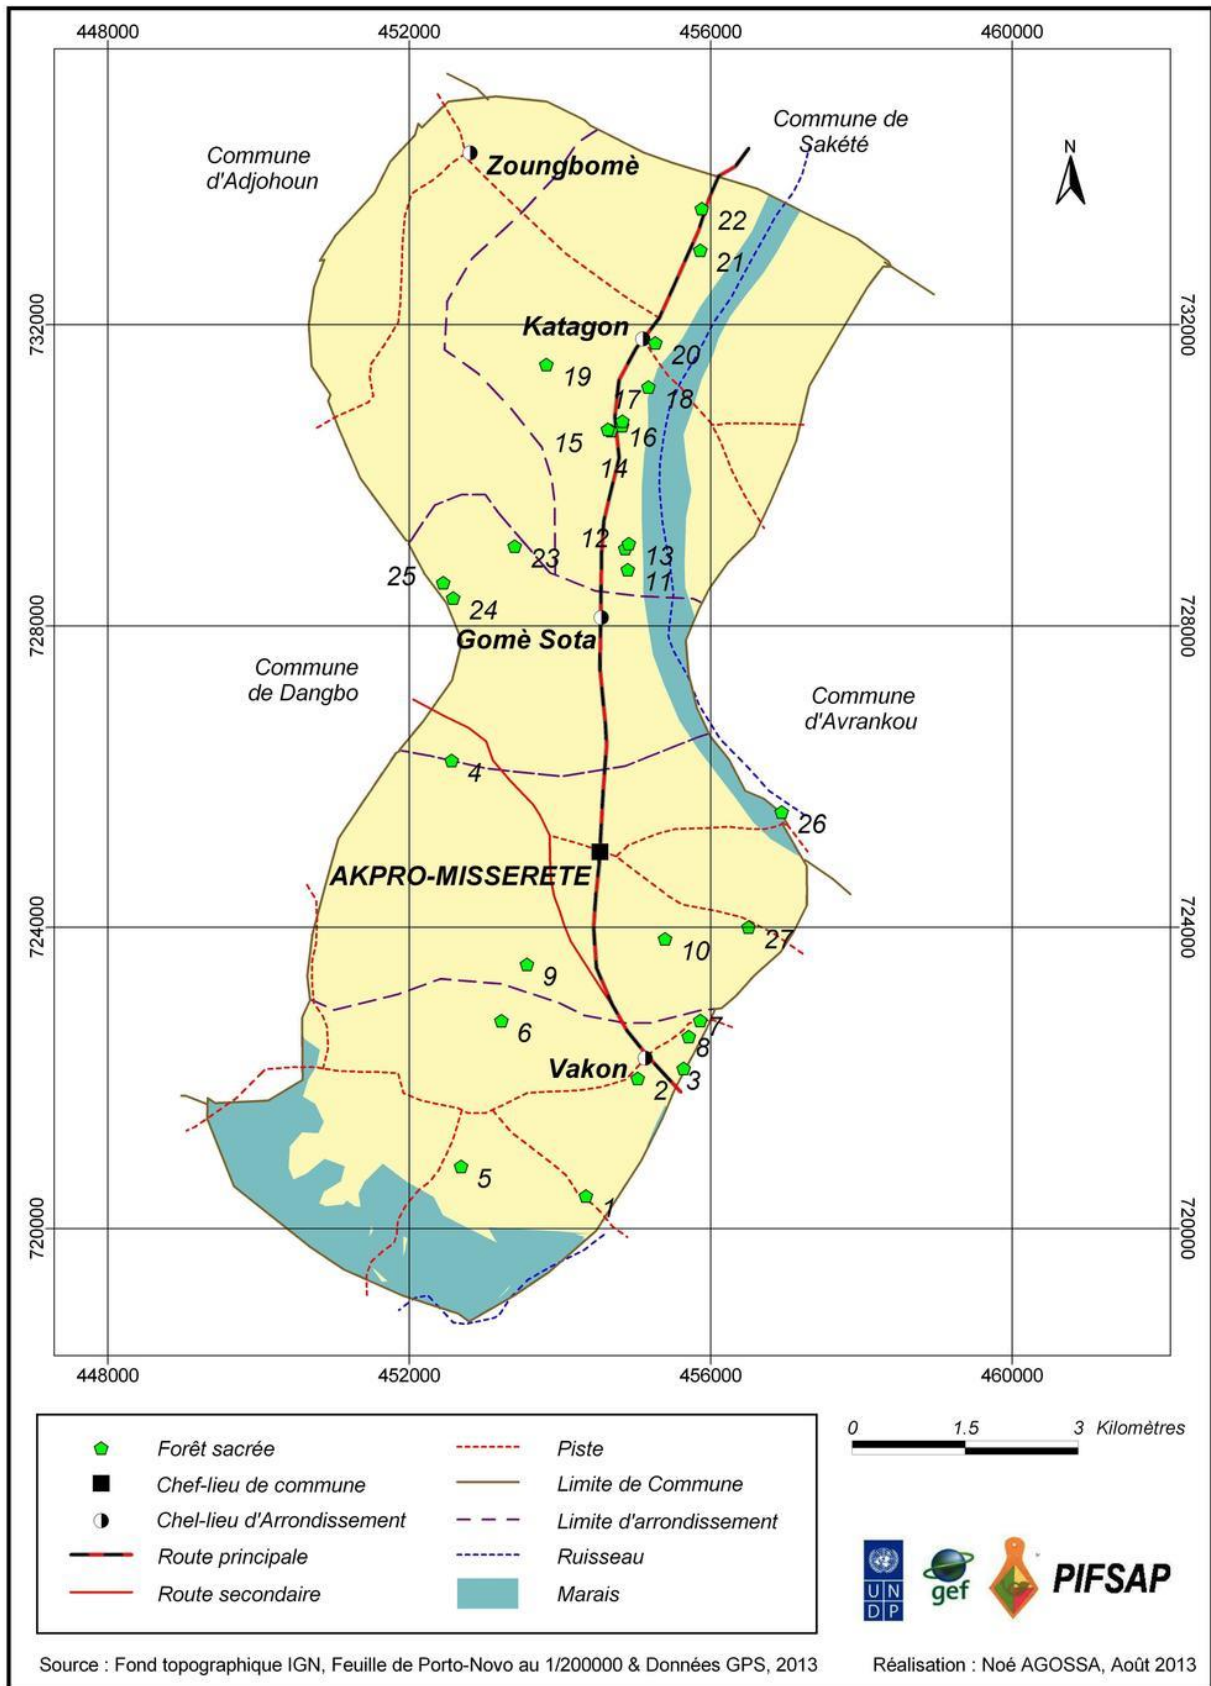 448000 452000 456000 460000
Commune de
Sakété
Commune
d'Adjohoun
N
Zoungbomè
22
21
732000 732000
Katagon
20
19
17 18
15 16
14
12
23 13
25 11
24
728000 728000
Gomè Sota
Commune
de Dangbo
Commune
d'Avrankou
4
26
AKPRO-MISSERETE
724000 724000
27
10
9
6 7
8
Vakon 3
2
5
1
720000 720000
448000 452000 456000 460000
0 1.5 3 Kilomètres
Forêt sacrée
Chef-lieu de commune
Chel-lieu d'Arrondissement
Route principale
Route secondaire
Piste
Limite de Commune
Limite d'arrondissement
Ruisseau
Marais
U N
D P
gef
PIFSAP
Source : Fond topographique IGN, Feuille de Porto-Novo au 1/200000 & Données GPS, 2013
Réalisation : Noé AGOSSA, Août 2013